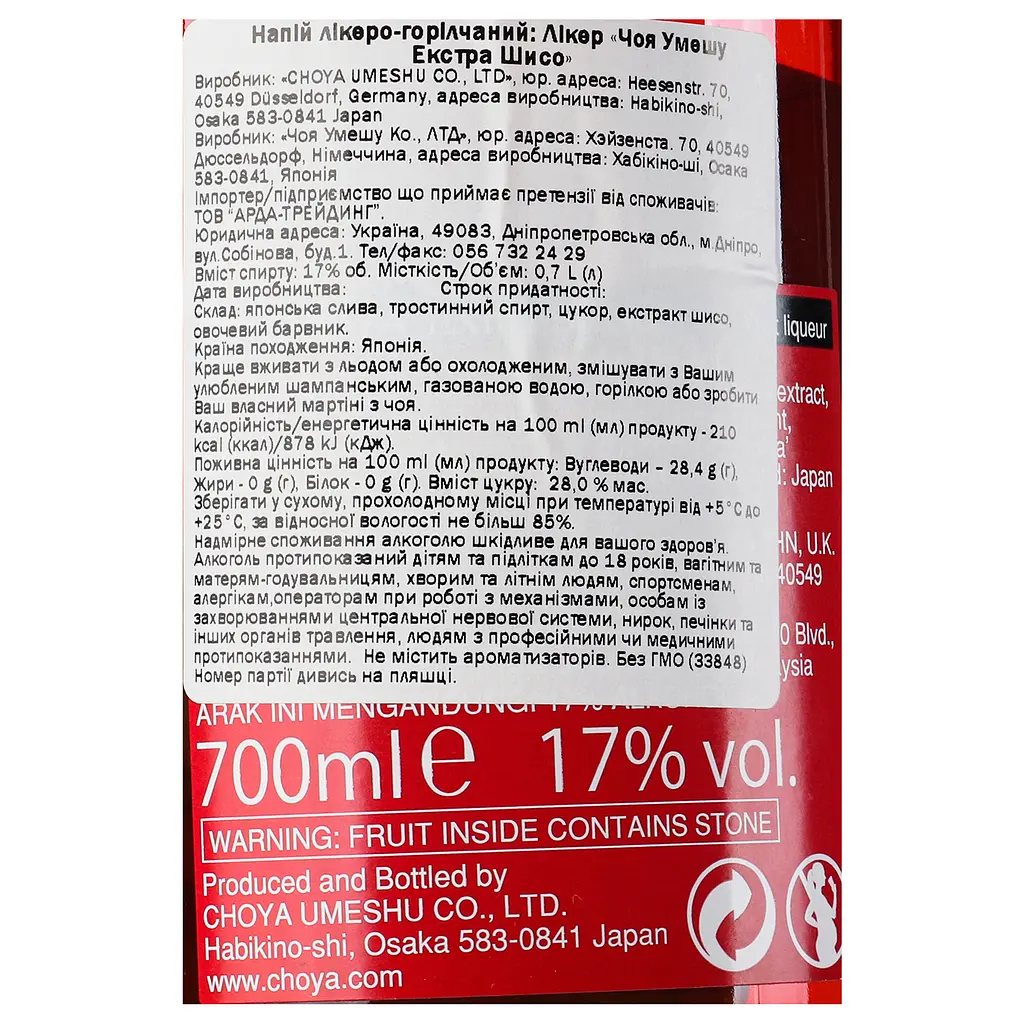 Напій лікеро-горілчаний: Лікер «Чоя Умешу
Екстра Шисо»
Виробник: «CHOYA UMESHU CO., LTD», юр. адреса: Heesenstr. 70,
40549 Düsseldorf, Germany, адреса виробництва: Habikino-shi,
Osaka 583-0841 Japan
Виробник: «Чоя Умешу Ко., ЛТД», юр. адреса: Хэйзенста. 70, 40549
Дюссельдорф, Німеччина, адреса виробництва: Хабікіно-ші, Осака
583-0841, Японія
Імпортер/підприємство що приймає претензії від споживачів:
ТОВ "АРДА-ТРЕЙДИНГ".
Юридична адреса: Україна, 49083, Дніпропетровська обл., м.Дніпро,
вул.Собінова, буд.1. Тел/факс: 056 732 24 29
Вміст спирту: 17% об. Місткість/Об'єм: 0,7 L (л)
Дата виробництва: Строк придатності:
Склад: японська слива, тростинний спирт, цукор, екстракт шисо,
овочевий барвник.
Країна походження: Японія.
Краще вживати з льодом або охолодженим, змішувати з Вашим
улюбленим шампанським, газованою водою, горілкою або зробити
Ваш власний мартіні з чоя.
Калорійність/енергетична цінність на 100 ml (мл) продукту - 210
kcal (ккал)/878 kJ (кДж).
Поживна цінність на 100 ml (мл) продукту: Вуглеводи – 28,4 g (г),
Жири - 0 g (г), Білок - 0 g (г). Вміст цукру: 28,0 % мас.
Зберігати у сухому, прохолодному місці при температурі від +5°С до
+25°С, за відносної вологості не більш 85%.
Надмірне споживання алкоголю шкідливе для вашого здоров'я.
Алкоголь протипоказаний дітям та підліткам до 18 років, вагітним та
матерям-годувальницям, хворим та літнім людям, спортсменам,
алергікам,операторам при роботі з механізмами, особам із
захворюваннями центральної нервової системи, нирок, печінки та
інших органів травлення, людям з професійними чи медичними
протипоказаннями. Не містить ароматизаторів. Без ГМО (33848)
Номер партії дивись на пляшці.
liqueur
extract,
Japan
U.K.
40549
Blvd.,
ARAK INI MENGANDUNGI 17%
700ml e 17% vol.
WARNING: FRUIT INSIDE CONTAINS STONE
Produced and Bottled by
CHOYA UMESHU CO., LTD.
Habikino-shi, Osaka 583-0841 Japan
www.choya.com